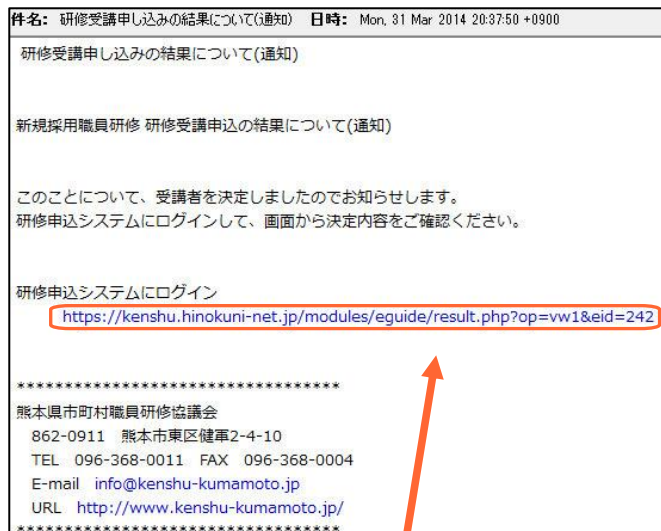 件名： 研修受講申し込みの結果について(通知)　日時： Mon, 31 Mar 2014 20:37:50 +0900
研修受講申し込みの結果について(通知)
新規採用職員研修 研修受講申込の結果について(通知)
このことについて、受講者を決定しましたのでお知らせします。
研修申込システムにログインして、画面から決定内容をご確認ください。
研修申込システムにログイン
https://kenshu.hinokuni-net.jp/modules/eguide/result.php?op=vw1&eid=242
**********************************
熊本県市町村職員研修協議会
862-0911　熊本市東区健軍2-4-10
TEL　096-368-0011　FAX　096-368-0004
E-mail　info@kenshu-kumamoto.jp
URL　http://www.kenshu-kumamoto.jp/
**********************************